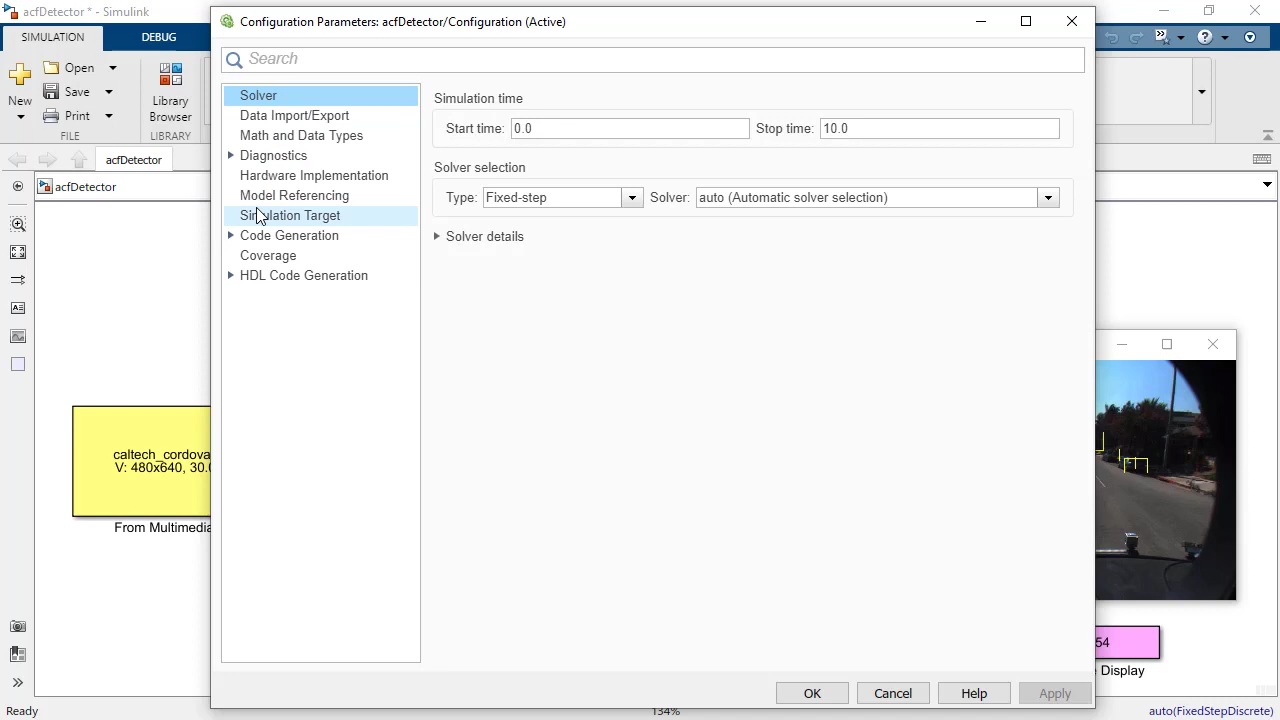 acfDetector * - Simulink
Configuration Parameters: acfDetector/Configuration (Active)
SIMULATION
DEBUG
Search
New
Open
Save
Print
Library
Browser
FILE
LIBRARY
acfDetector
acfDetector
Solver
Data Import/Export
Math and Data Types
Diagnostics
Hardware Implementation
Model Referencing
Simulation Target
Code Generation
Coverage
HDL Code Generation
Simulation time
Start time: 0.0
Stop time: 10.0
Solver selection
Type: Fixed-step
Solver: auto (Automatic solver selection)
Solver details
caltech_cordova
V: 480x640, 30.0
From Multimedia
54
Display
OK
Cancel
Help
Apply
Ready
134%
auto(FixedStepDiscrete)